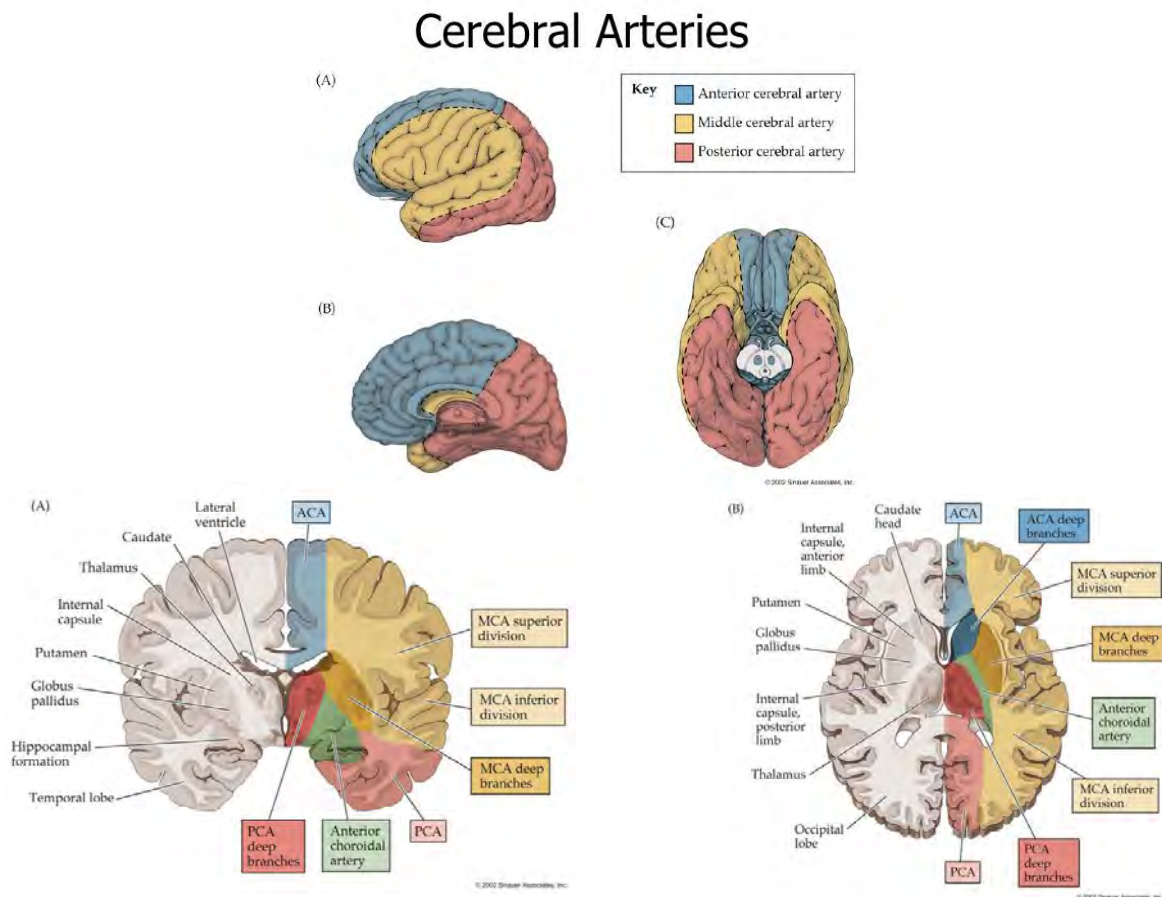 Cerebral Arteries
(A)
Key
Anterior cerebral artery
Middle cerebral artery
Posterior cerebral artery
(C)
(B)
© 2002 Sinauer Associates, Inc.
(A)
Lateral
ventricle
ACA
Caudate
Thalamus
Internal
capsule
Putamen
Globus
pallidus
Hippocampal
formation
Temporal lobe
MCA superior
division
MCA inferior
division
MCA deep
branches
PCA
deep
branches
Anterior
choroidal
artery
PCA
© 2002 Sinauer Associates, Inc.
(B)
Caudate
head
ACA
ACA deep
branches
Internal
capsule,
anterior
limb
MCA superior
division
Putamen
MCA deep
branches
Globus
pallidus
Anterior
choroidal
artery
Internal
capsule,
posterior
limb
Thalamus
MCA inferior
division
Occipital
lobe
PCA
PCA
deep
branches